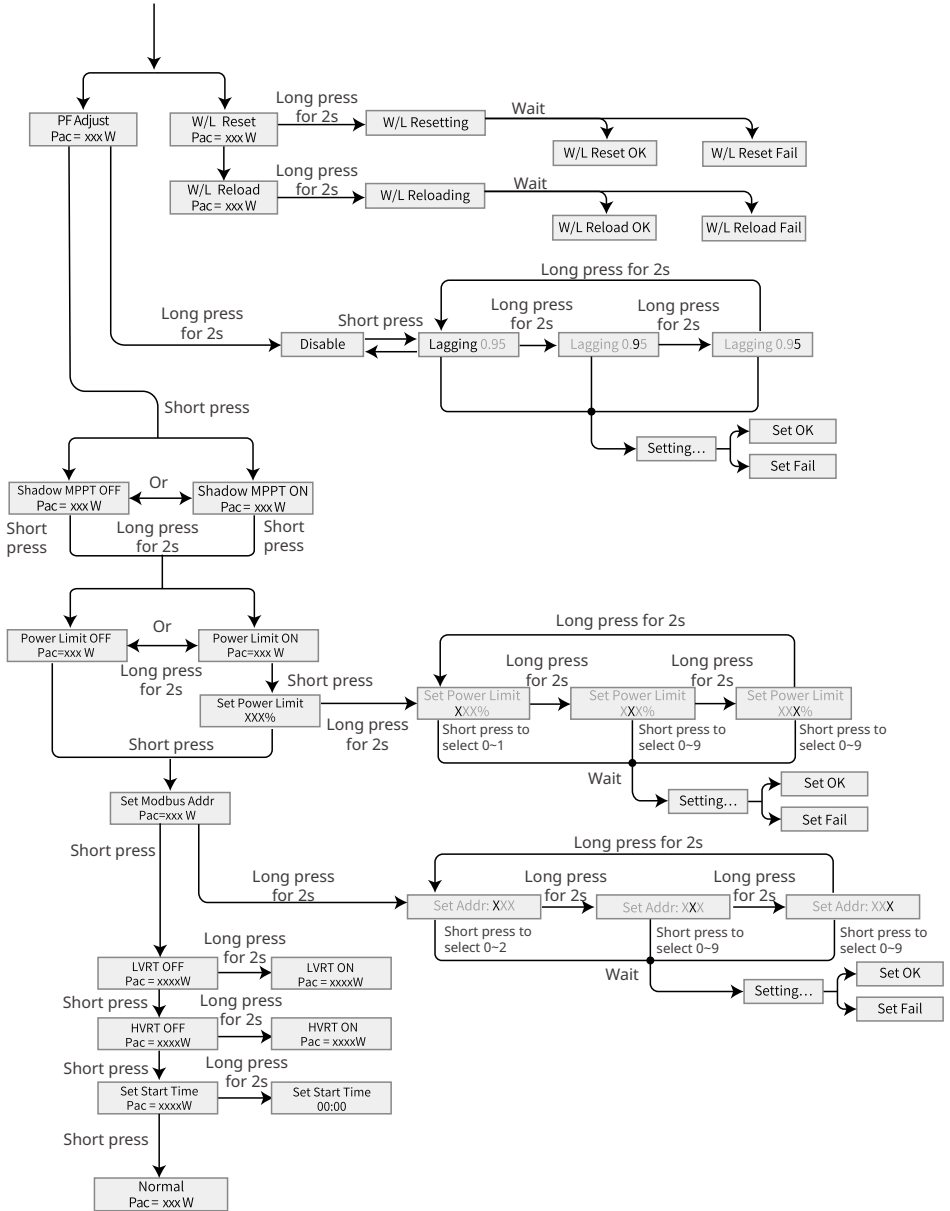 Long press
for 2s
Wait
PF Adjust
Pac = xxx W
W/L Reset
Pac = xxx W
W/L Resetting
W/L Reset OK
W/L Reset Fail
Long press
for 2s
Wait
W/L Reload
Pac = xxx W
W/L Reloading
W/L Reload OK
W/L Reload Fail
Long press for 2s
Long press
for 2s
Short press
Long press
for 2s
Long press
for 2s
Disable
Lagging 0.95
Lagging 0.95
Lagging 0.95
Short press
Setting...
Set OK
Set Fail
Shadow MPPT OFF
Pac = xxx W
Or
Shadow MPPT ON
Pac = xxx W
Short
press
Long press
for 2s
Short
press
Power Limit OFF
Pac=xxx W
Or
Power Limit ON
Pac=xxx W
Long press
for 2s
Short press
Long press for 2s
Long press
for 2s
Long press
for 2s
Set Power Limit
XXX%
Long press
for 2s
Set Power Limit
XXX%
Set Power Limit
XXX%
Set Power Limit
XXX%
Short press to
select 0~1
Short press to
select 0~9
Short press to
select 0~9
Short press
Wait
Setting...
Set OK
Set Fail
Set Modbus Addr
Pac=xxx W
Short press
Long press for 2s
Long press
for 2s
Long press
for 2s
Long press
for 2s
Set Addr: XXX
Set Addr: XXX
Set Addr: XXX
Short press to
select 0~2
Short press to
select 0~9
Short press to
select 0~9
Wait
Setting...
Set OK
Set Fail
Long press
for 2s
LVRT OFF
Pac = xxxxW
LVRT ON
Pac = xxxxW
Short press
Long press
for 2s
HVRT OFF
Pac = xxxxW
HVRT ON
Pac = xxxxW
Short press
Long press
for 2s
Set Start Time
Pac = xxxxW
Set Start Time
00:00
Short press
Normal
Pac = xxx W